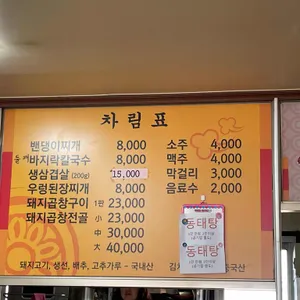 차림표
밴댕이찌개 8,000
바지락칼국수 8,000
생삼겹살 (200g) 15,000
우렁된장찌개 8,000
돼지곱창구이 1판 23,000
돼지곱창전골 小 23,000
中 30,000
大 40,000
소주 4,000
맥주 4,000
막걸리 3,000
음료수 2,000
동태탕
동태탕
돼지고기, 생선, 배추, 고추가루 - 국내산